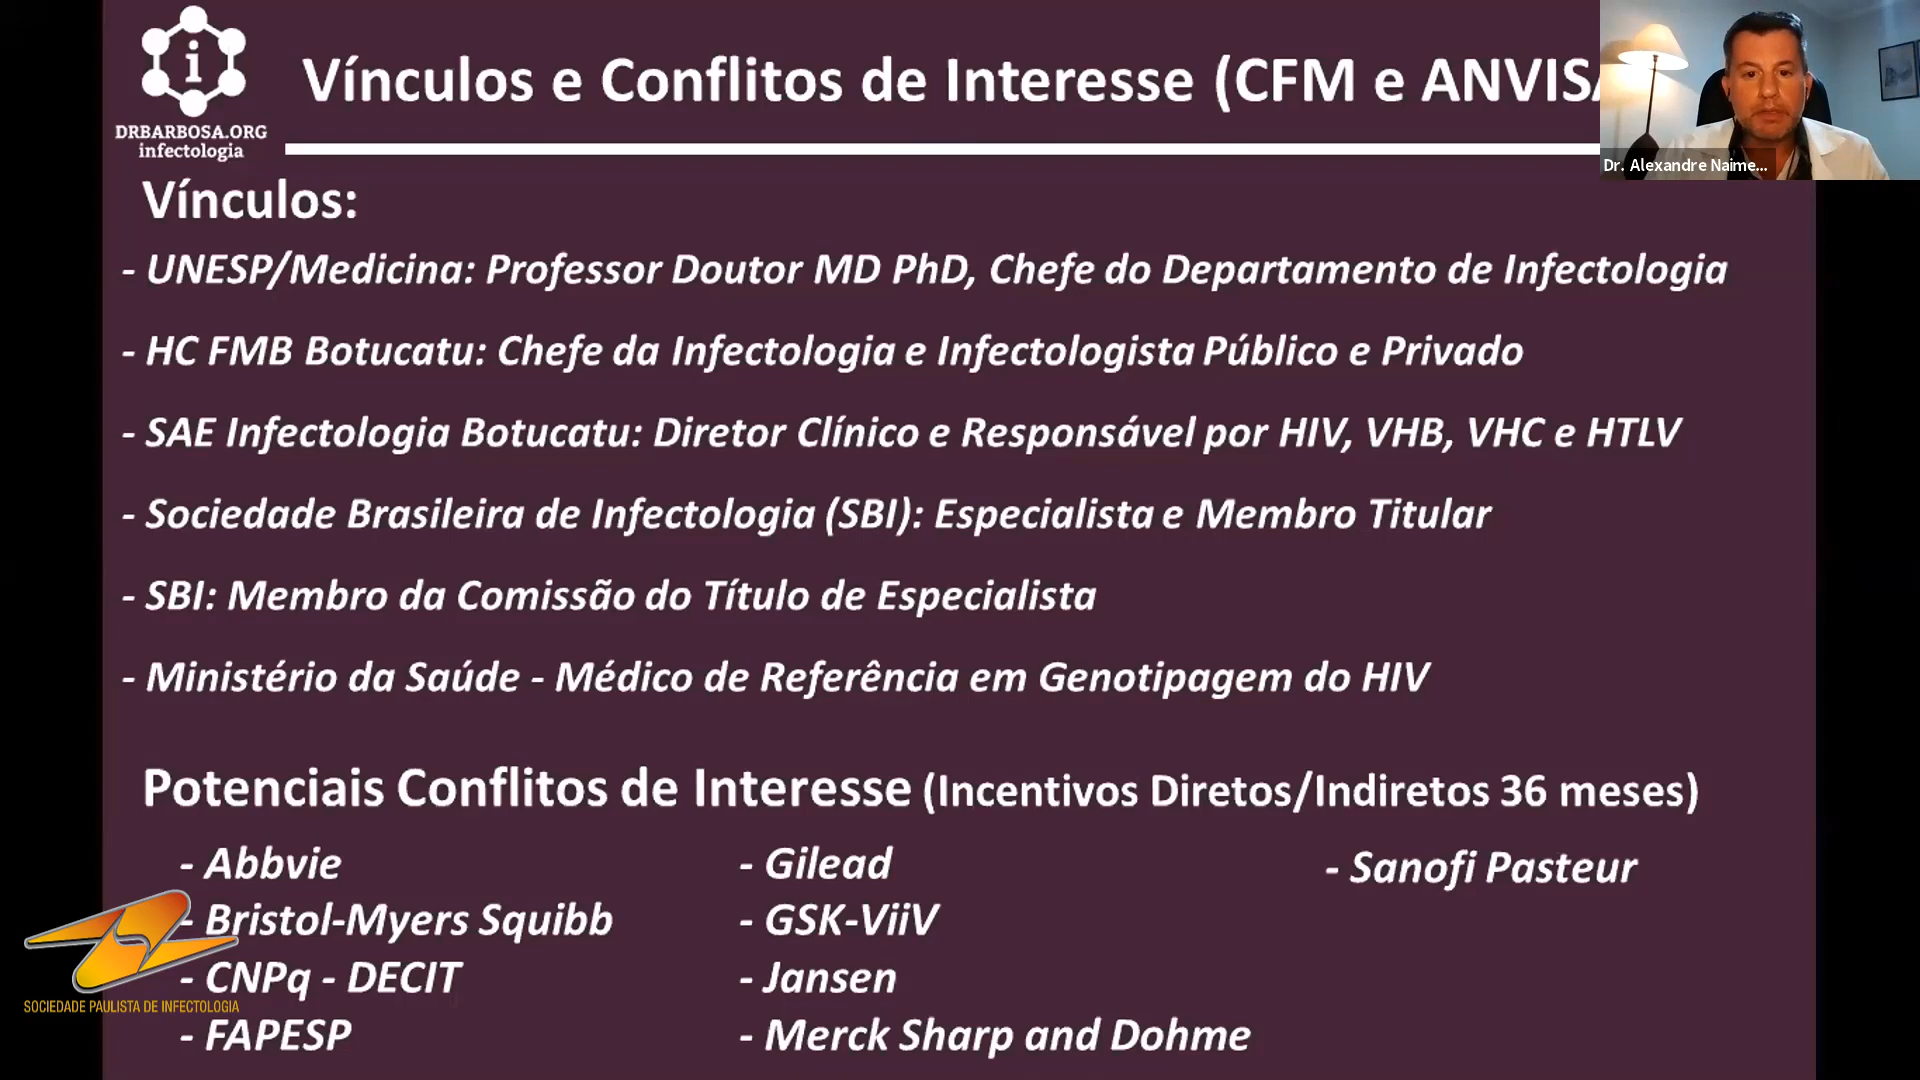 DRBARBOSA.ORG
infectologia
Vínculos e Conflitos de Interesse (CFM e ANVISA
Dr. Alexandre Naime...
Vínculos:
- UNESP/Medicina: Professor Doutor MD PhD, Chefe do Departamento de Infectologia
- HC FMB Botucatu: Chefe da Infectologia e Infectologista Público e Privado
- SAE Infectologia Botucatu: Diretor Clínico e Responsável por HIV, VHB, VHC e HTLV
- Sociedade Brasileira de Infectologia (SBI): Especialista e Membro Titular
- SBI: Membro da Comissão do Título de Especialista
- Ministério da Saúde - Médico de Referência em Genotipagem do HIV
Potenciais Conflitos de Interesse (Incentivos Diretos/Indiretos 36 meses)
- Abbvie
- Bristol-Myers Squibb
- CNPq - DECIT
- FAPESP
- Gilead
- GSK-ViiV
- Jansen
- Merck Sharp and Dohme
- Sanofi Pasteur
SOCIEDADE PAULISTA DE INFECTOLOGIA